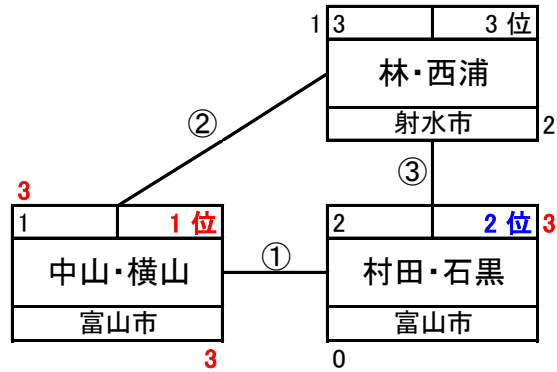 1 3 3 位
林・西浦
射水市 2
②
③
3
1 1 位
中山・横山
富山市
3
①
2 2 位 3
村田・石黒
富山市
0